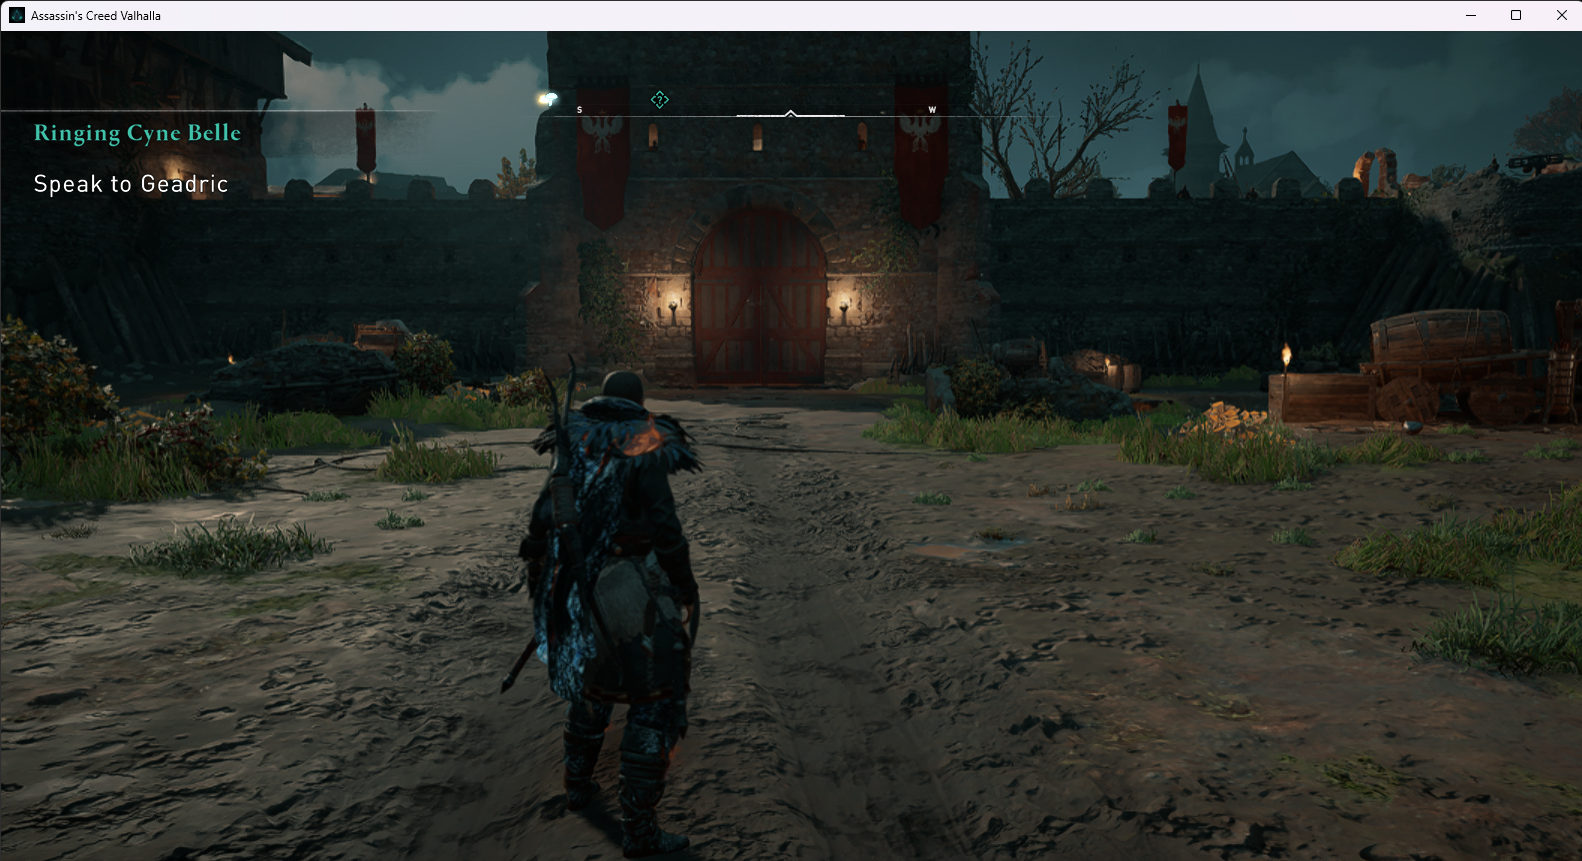 Assassin's Creed Valhalla
S
?
W
Ringing Cyne Belle
Speak to Geadric